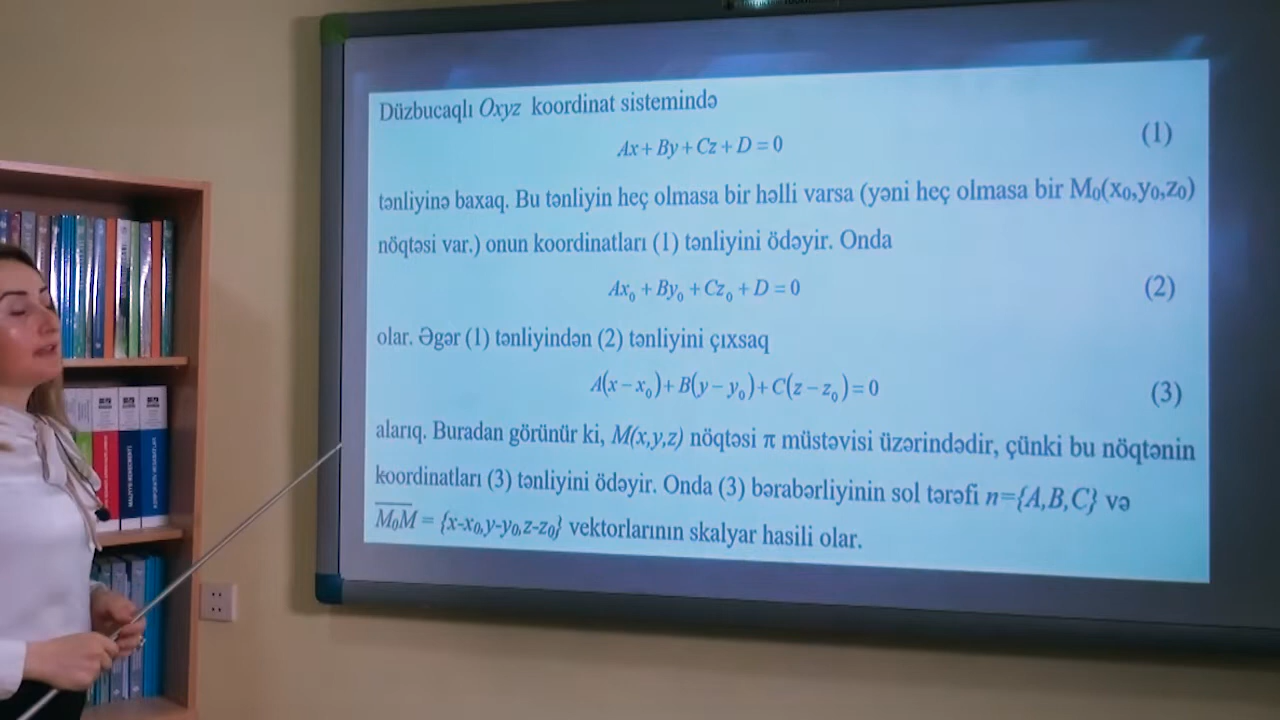 Düzbucaqlı Oxyz koordinat sistemində
Ax + By + Cz + D = 0 (1)
tənliyinə baxaq. Bu tənliyin heç olmasa bir həlli varsa (yəni heç olmasa bir M₀(x₀,y₀,z₀)
nöqtəsi var.) onun koordinatları (1) tənliyini ödəyir. Onda
Ax₀ + By₀ + Cz₀ + D = 0 (2)
olar. Əgər (1) tənliyindən (2) tənliyini çıxsaq
A(x – x₀) + B(y – y₀) + C(z – z₀) = 0 (3)
alarıq. Buradan görünür ki, M(x,y,z) nöqtəsi π müstəvisi üzərindədir, çünki bu nöqtənin
koordinatları (3) tənliyini ödəyir. Onda (3) bərabərliyinin sol tərəfi n={A,B,C} və
M̅₀̅M̅ = {x-x₀,y-y₀,z-z₀} vektorlarının skalyar hasili olar.